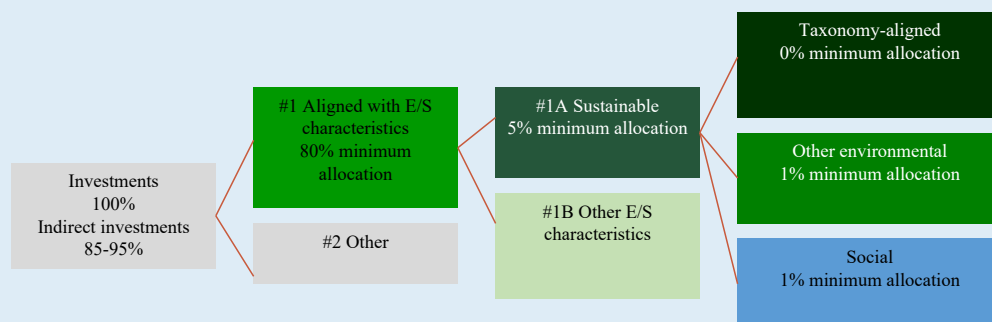 Investments
100%
Indirect investments
85-95%
#1 Aligned with E/S
characteristics
80% minimum
allocation
#2 Other
#1A Sustainable
5% minimum allocation
#1B Other E/S
characteristics
Taxonomy-aligned
0% minimum allocation
Other environmental
1% minimum allocation
Social
1% minimum allocation